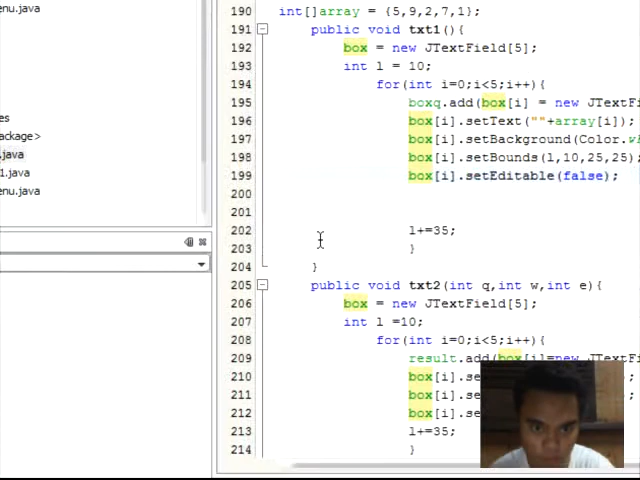 enu.java
es
ackage>
.java
1.java
enu.java
190 int[]array = {5,9,2,7,1};
191 public void txt1(){
192 box = new JTextField[5];
193 int l = 10;
194 for(int i=0;i<5;i++){
195 boxq.add(box[i] = new JTextFi
196 box[i].setText(""+array[i]);
197 box[i].setBackground(Color.wh
198 box[i].setBounds(l,10,25,25);
199 box[i].setEditable(false);
200
201
202 l+=35;
203 }
204 }
205 public void txt2(int q,int w,int e){
206 box = new JTextField[5];
207 int l =10;
208 for(int i=0;i<5;i++){
209 result.add(box[i]=new JTextFi
210 box[i].se
211 box[i].se
212 box[i].se
213 l+=35;
214 }